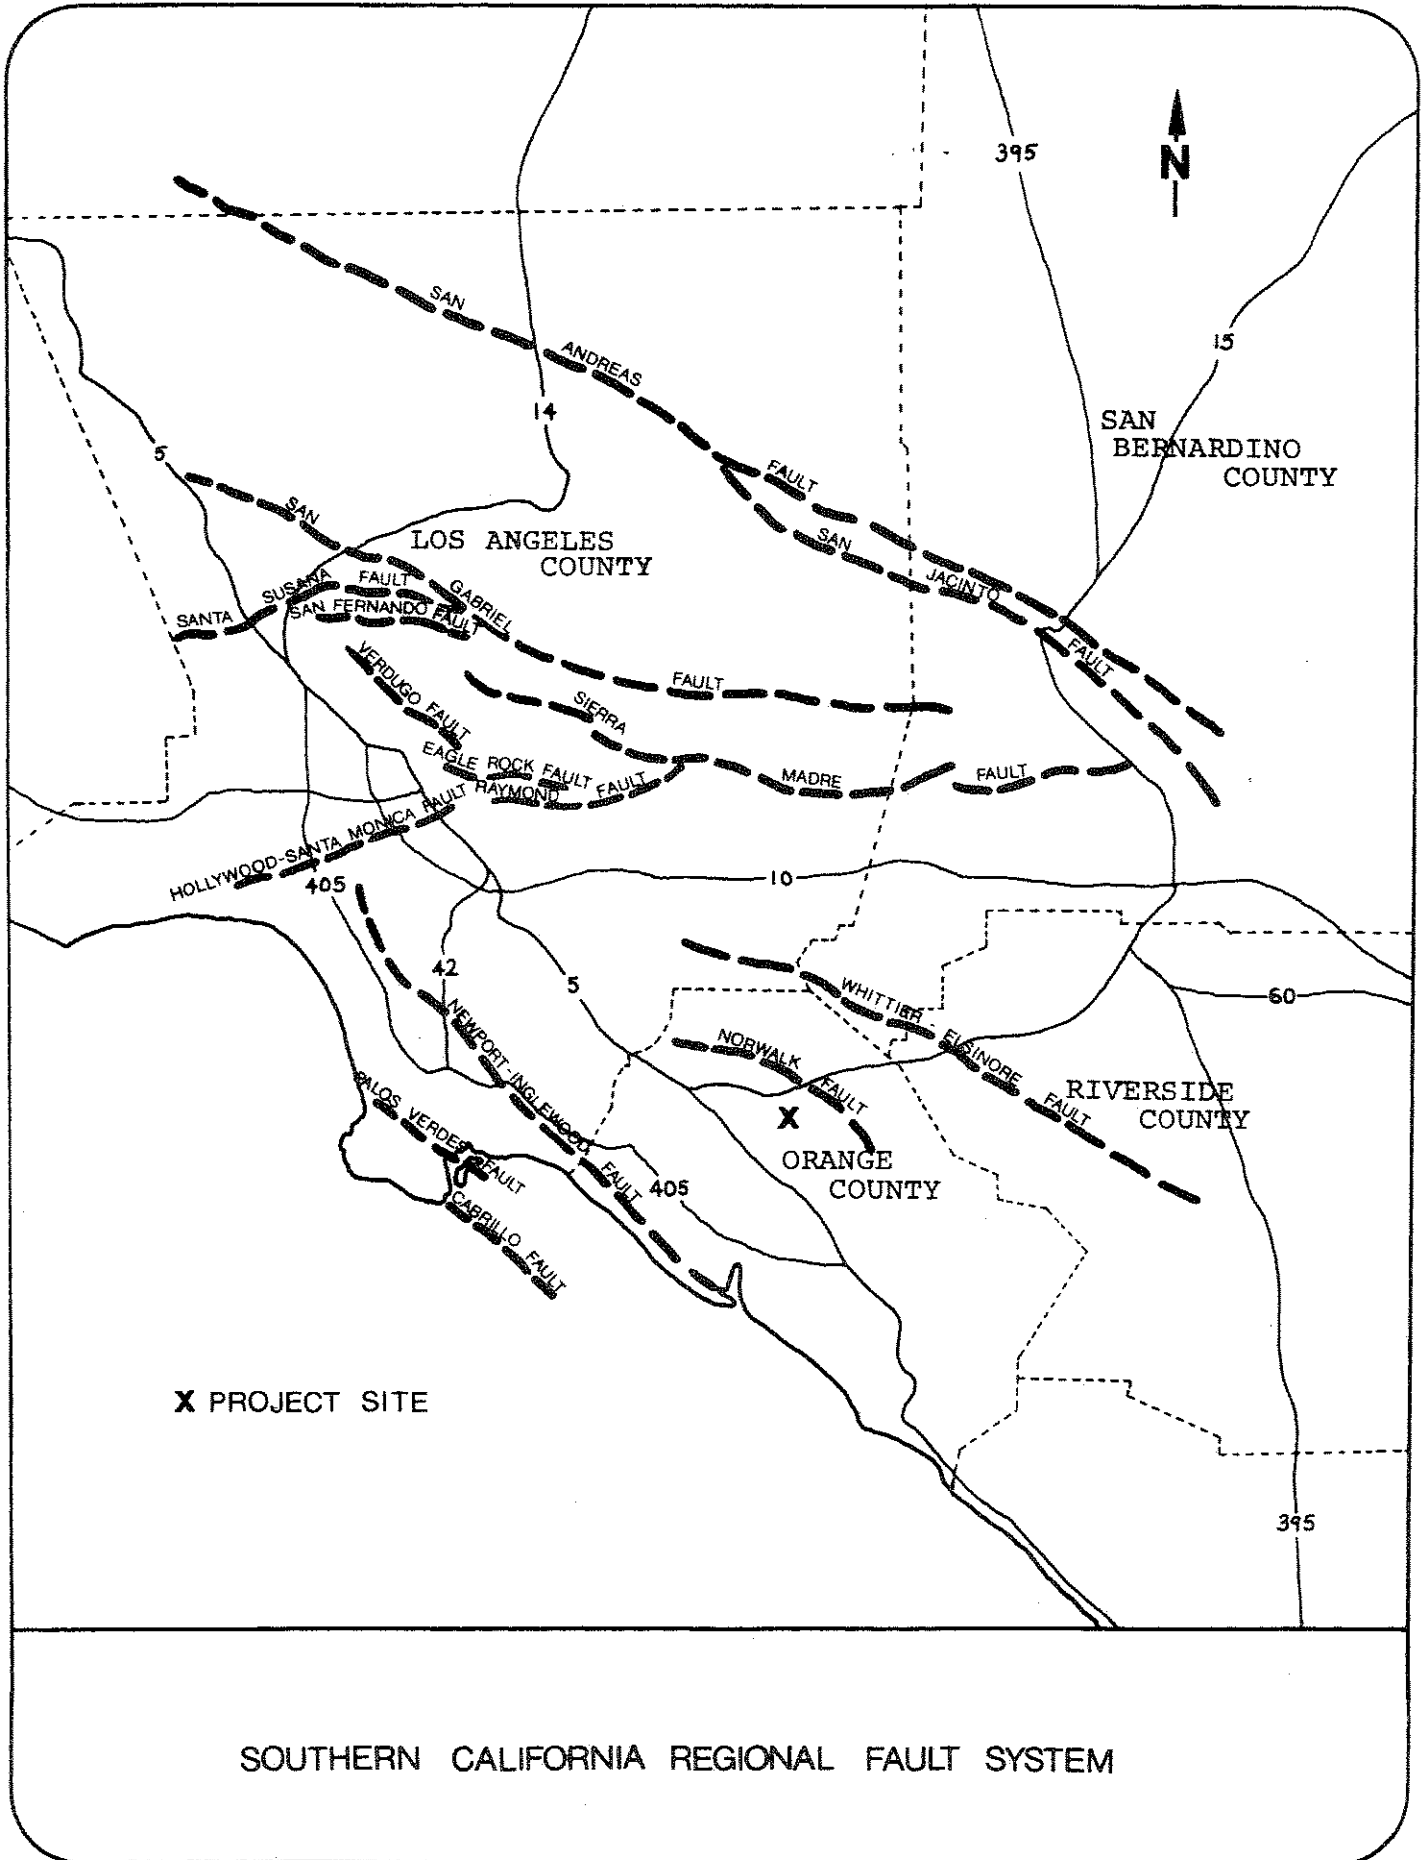 395
N
SAN
ANDREAS
FAULT
15
14
SAN
BERNARDINO
COUNTY
5
SAN
GABRIEL
FAULT
LOS ANGELES
COUNTY
SAN
JACINTO
FAULT
SANTA SUSANA FAULT
SAN FERNANDO FAULT
VERDUGO FAULT
SIERRA
MADRE
FAULT
EAGLE ROCK FAULT
RAYMOND FAULT
HOLLYWOOD-SANTA MONICA FAULT
405
10
42
5
60
WHITTIER - ELSINORE FAULT
NORWALK FAULT
NEWPORT-INGLEWOOD FAULT
RIVERSIDE
COUNTY
PALOS VERDES FAULT
X
ORANGE
COUNTY
405
CABRILLO FAULT
X PROJECT SITE
395
SOUTHERN CALIFORNIA REGIONAL FAULT SYSTEM